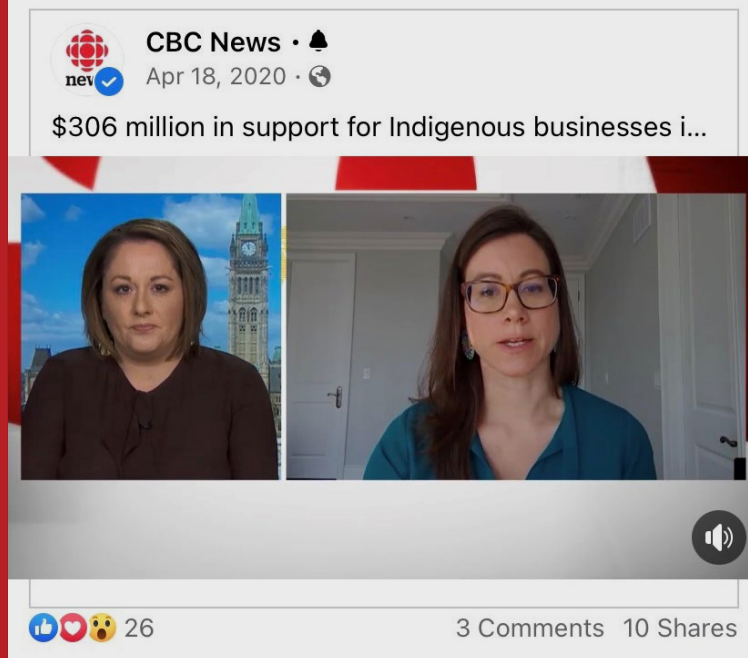 CBC News ·
Apr 18, 2020 ·
news
$306 million in support for Indigenous businesses i...
26
3 Comments 10 Shares